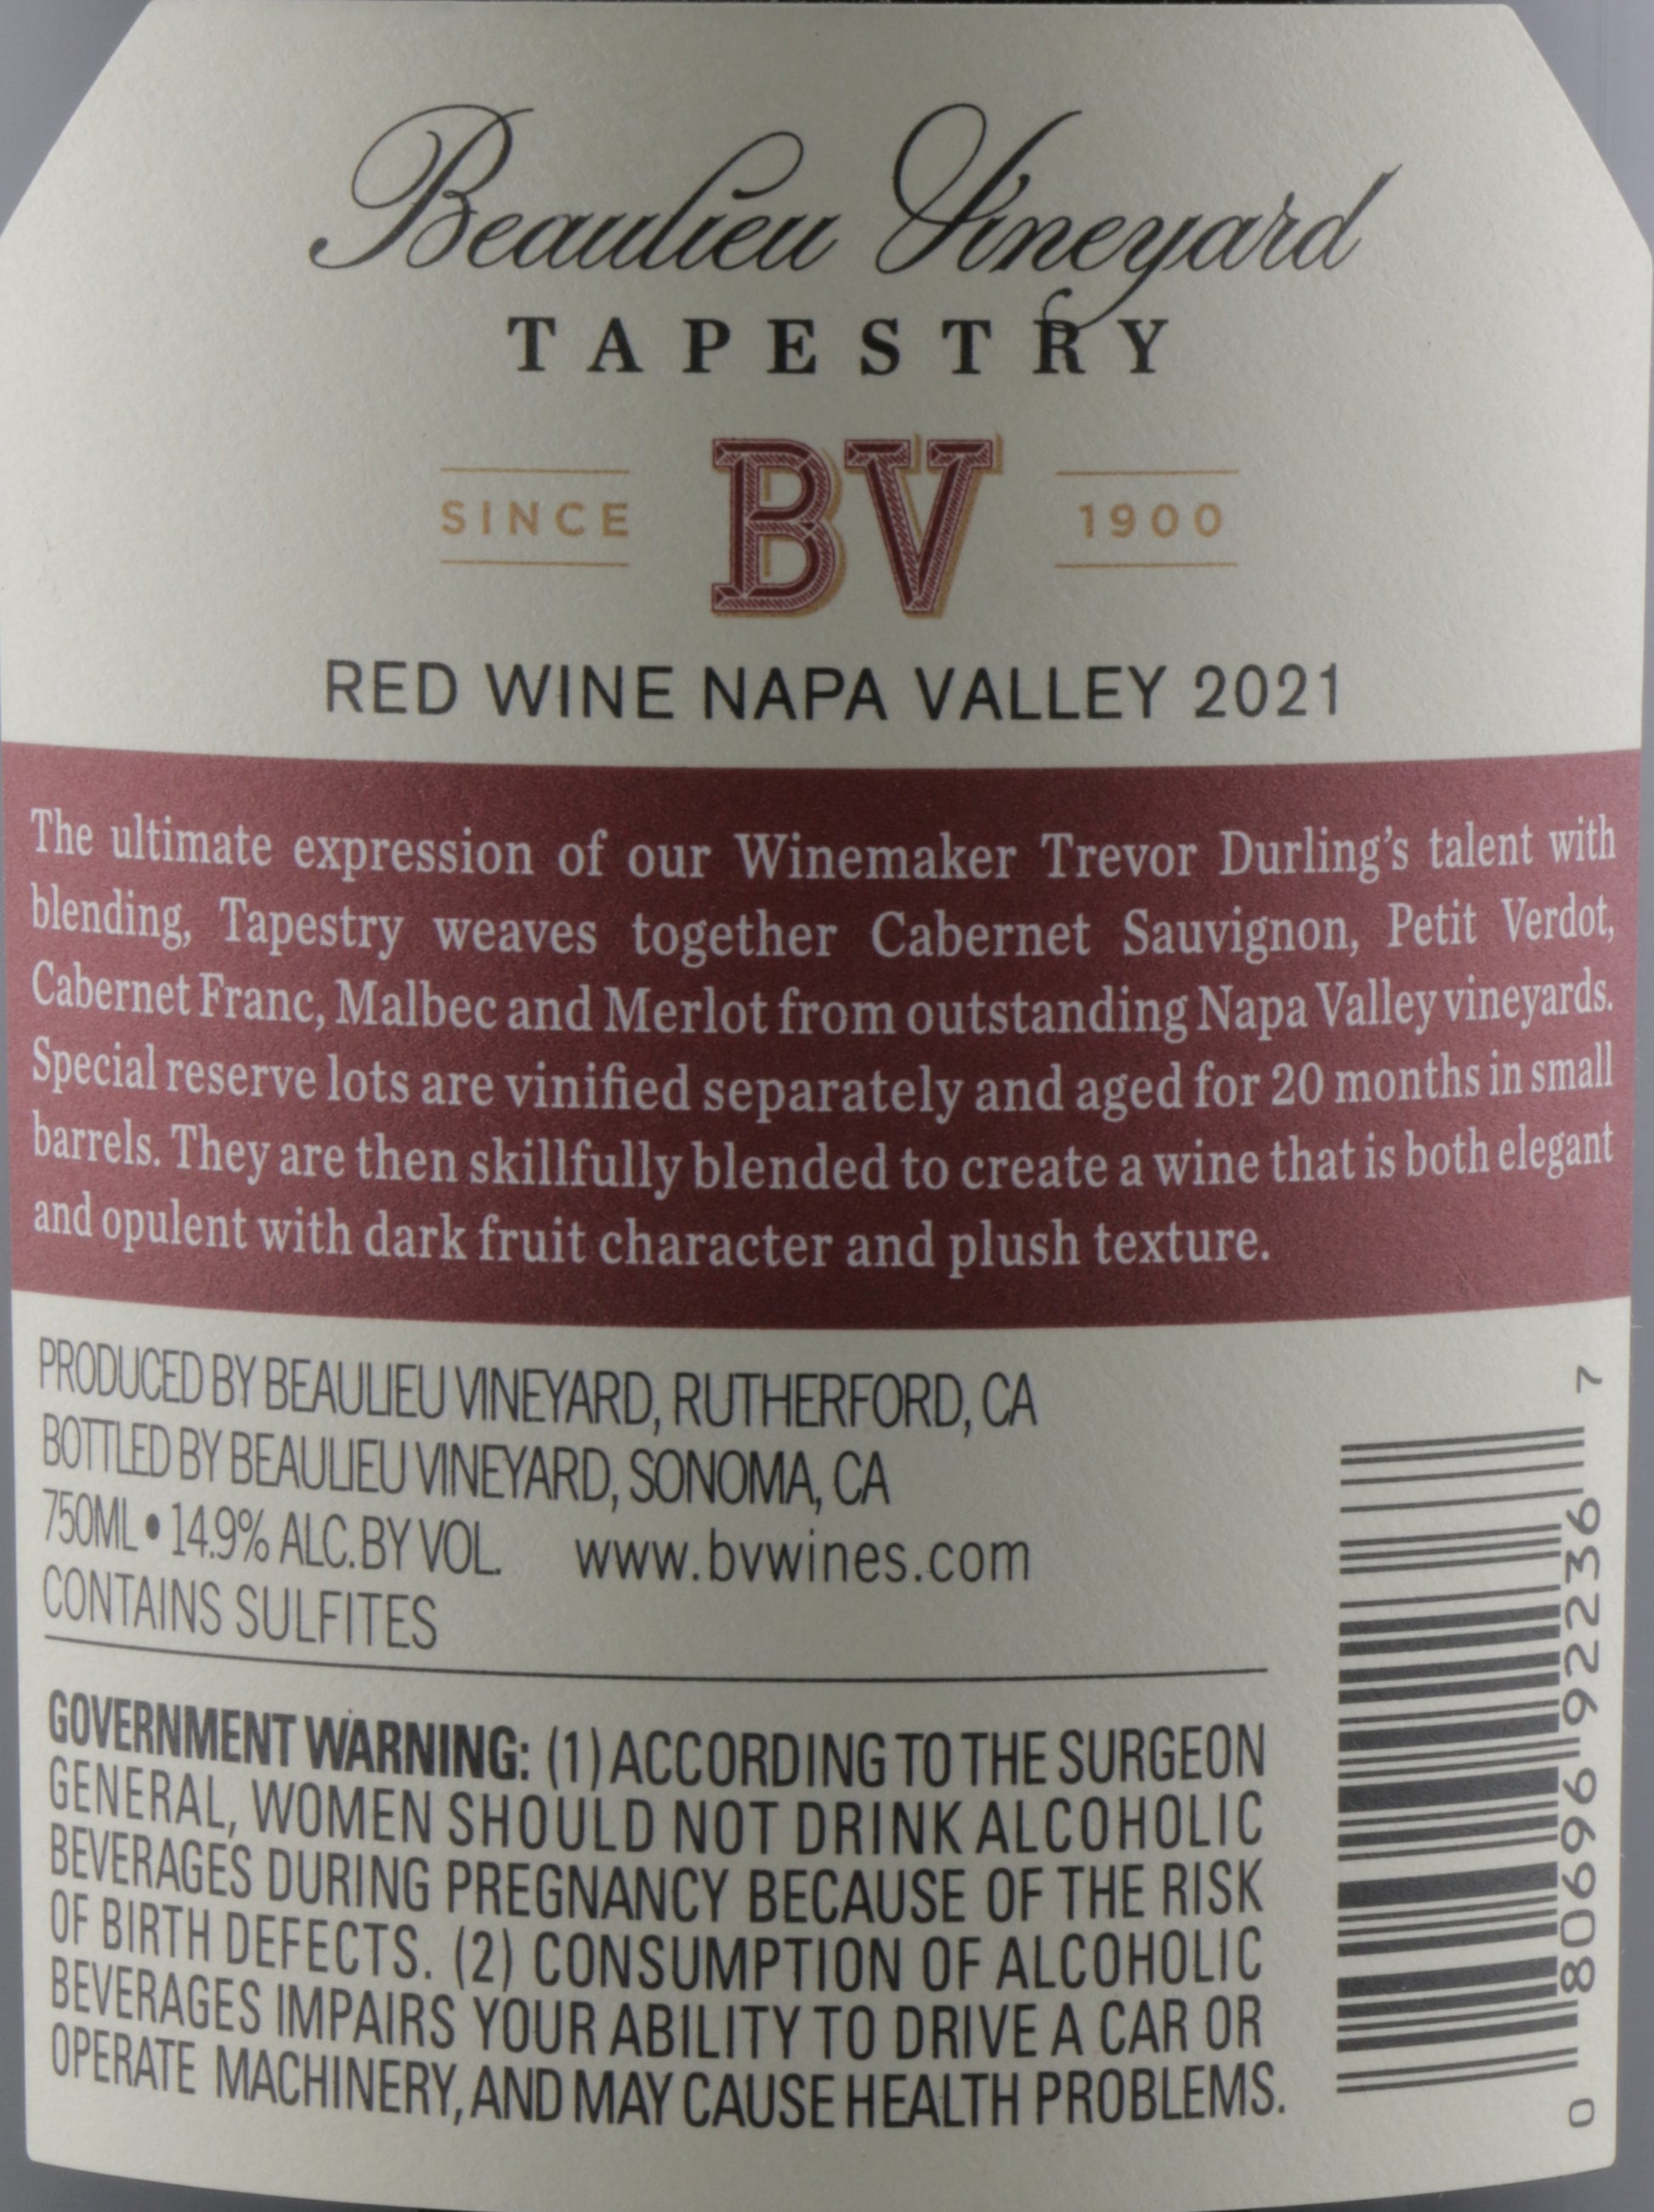 Beaulieu Vineyard
TAPESTRY
SINCE BV 1900
RED WINE NAPA VALLEY 2021
The ultimate expression of our Winemaker Trevor Durling's talent with
blending, Tapestry weaves together Cabernet Sauvignon, Petit Verdot,
Cabernet Franc, Malbec and Merlot from outstanding Napa Valley vineyards.
Special reserve lots are vinified separately and aged for 20 months in small
barrels. They are then skillfully blended to create a wine that is both elegant
and opulent with dark fruit character and plush texture.
PRODUCED BY BEAULIEU VINEYARD, RUTHERFORD, CA
BOTTLED BY BEAULIEU VINEYARD, SONOMA, CA
750ML • 14.9% ALC. BY VOL. www.bvwines.com
CONTAINS SULFITES
GOVERNMENT WARNING: (1) ACCORDING TO THE SURGEON
GENERAL, WOMEN SHOULD NOT DRINK ALCOHOLIC
BEVERAGES DURING PREGNANCY BECAUSE OF THE RISK
OF BIRTH DEFECTS. (2) CONSUMPTION OF ALCOHOLIC
BEVERAGES IMPAIRS YOUR ABILITY TO DRIVE A CAR OR
OPERATE MACHINERY, AND MAY CAUSE HEALTH PROBLEMS.
0 80696 92236 7